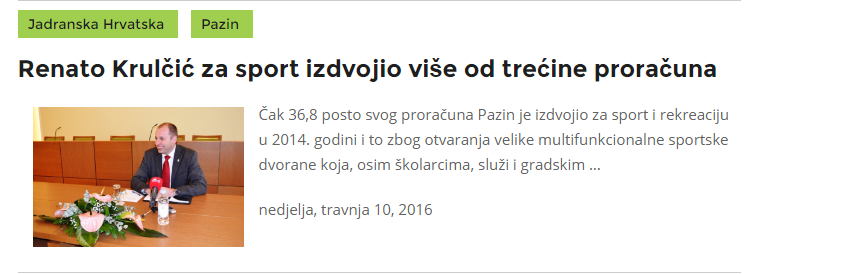 Jadranska Hrvatska Pazin
Renato Krulčić za sport izdvojio više od trećine proračuna
Čak 36,8 posto svog proračuna Pazin je izdvojio za sport i rekreaciju
u 2014. godini i to zbog otvaranja velike multifunkcionalne sportske
dvorane koja, osim školarcima, služi i gradskim ...
nedjelja, travnja 10, 2016